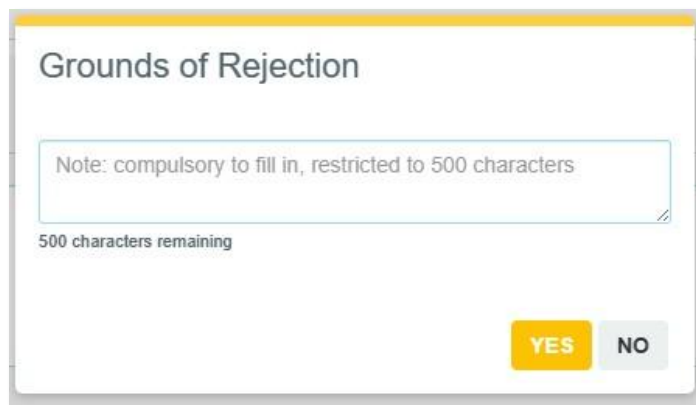 Grounds of Rejection
Note: compulsory to fill in, restricted to 500 characters
500 characters remaining
YES NO